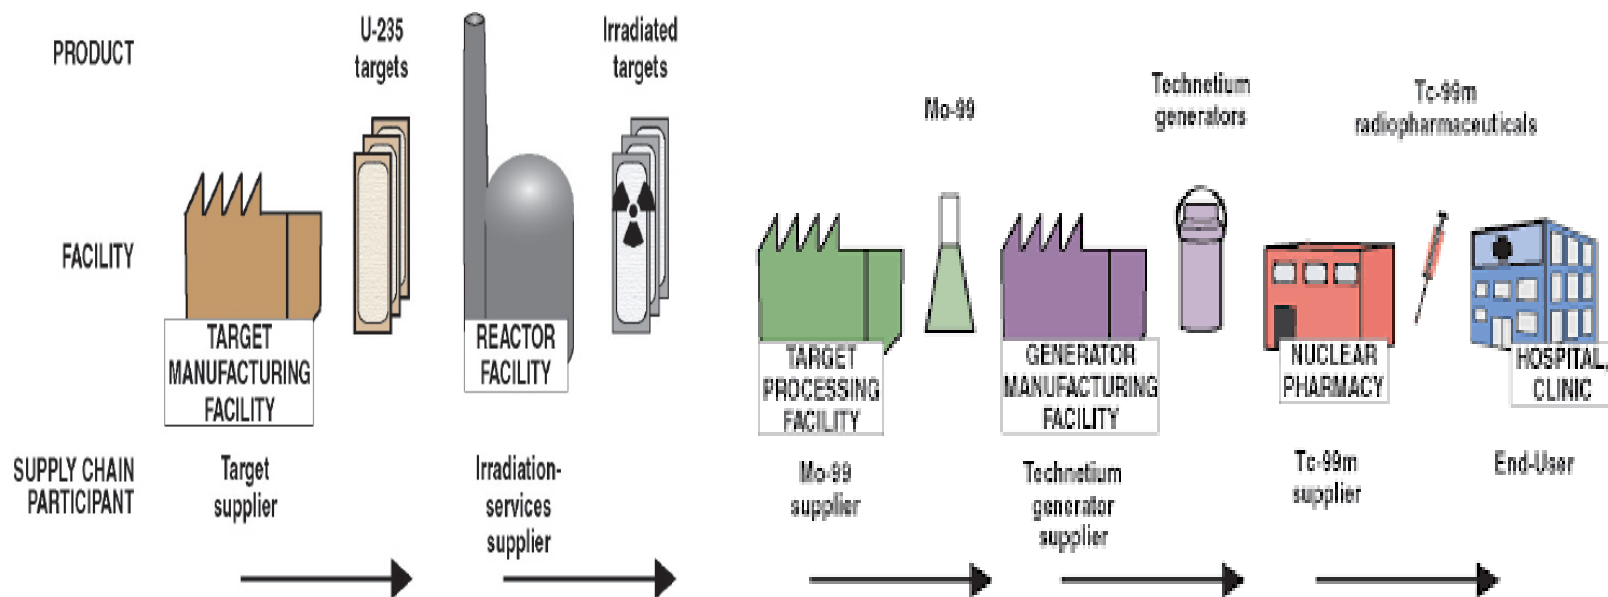 PRODUCT
U-235
targets
Irradiated
targets
Mo-99
Technetium
generators
Tc-99m
radiopharmaceuticals
FACILITY
TARGET
MANUFACTURING
FACILITY
REACTOR
FACILITY
TARGET
PROCESSING
FACILITY
GENERATOR
MANUFACTURING
FACILITY
NUCLEAR
PHARMACY
HOSPITAL,
CLINIC
SUPPLY CHAIN
PARTICIPANT
Target
supplier
Irradiation-
services
supplier
Mo-99
supplier
Technetium
generator
supplier
Tc-99m
supplier
End-User